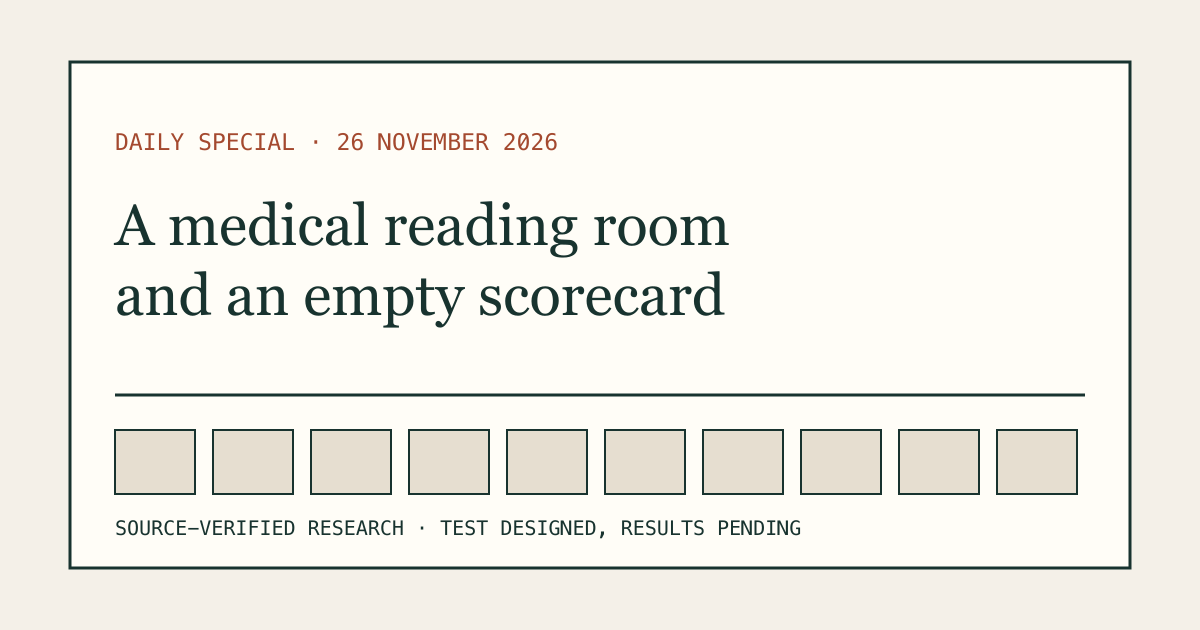 DAILY SPECIAL · 26 NOVEMBER 2026
A medical reading room
and an empty scorecard
SOURCE–VERIFIED RESEARCH · TEST DESIGNED, RESULTS PENDING